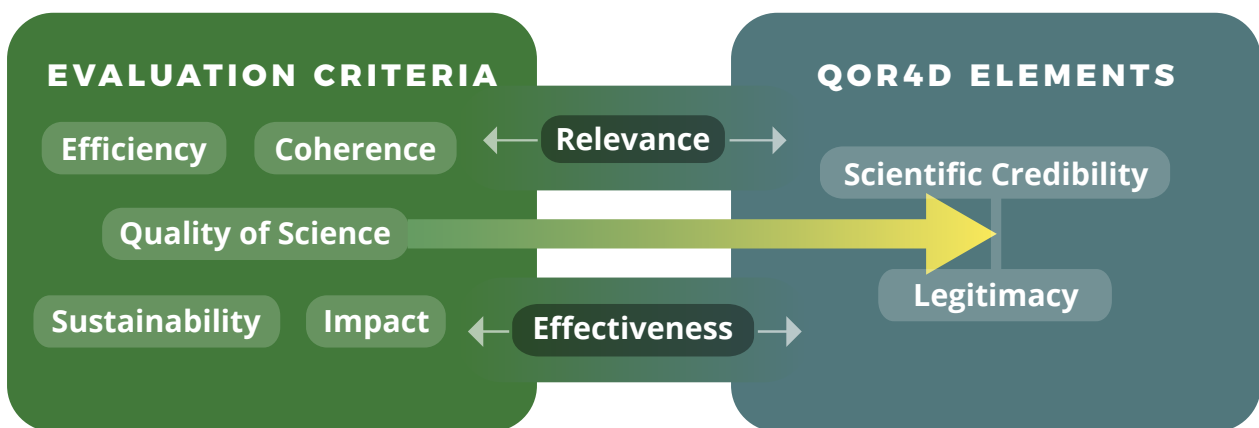 EVALUATION CRITERIA
Efficiency
Coherence
Quality of Science
Sustainability
Impact
Relevance
Effectiveness
QOR4D ELEMENTS
Scientific Credibility
Legitimacy